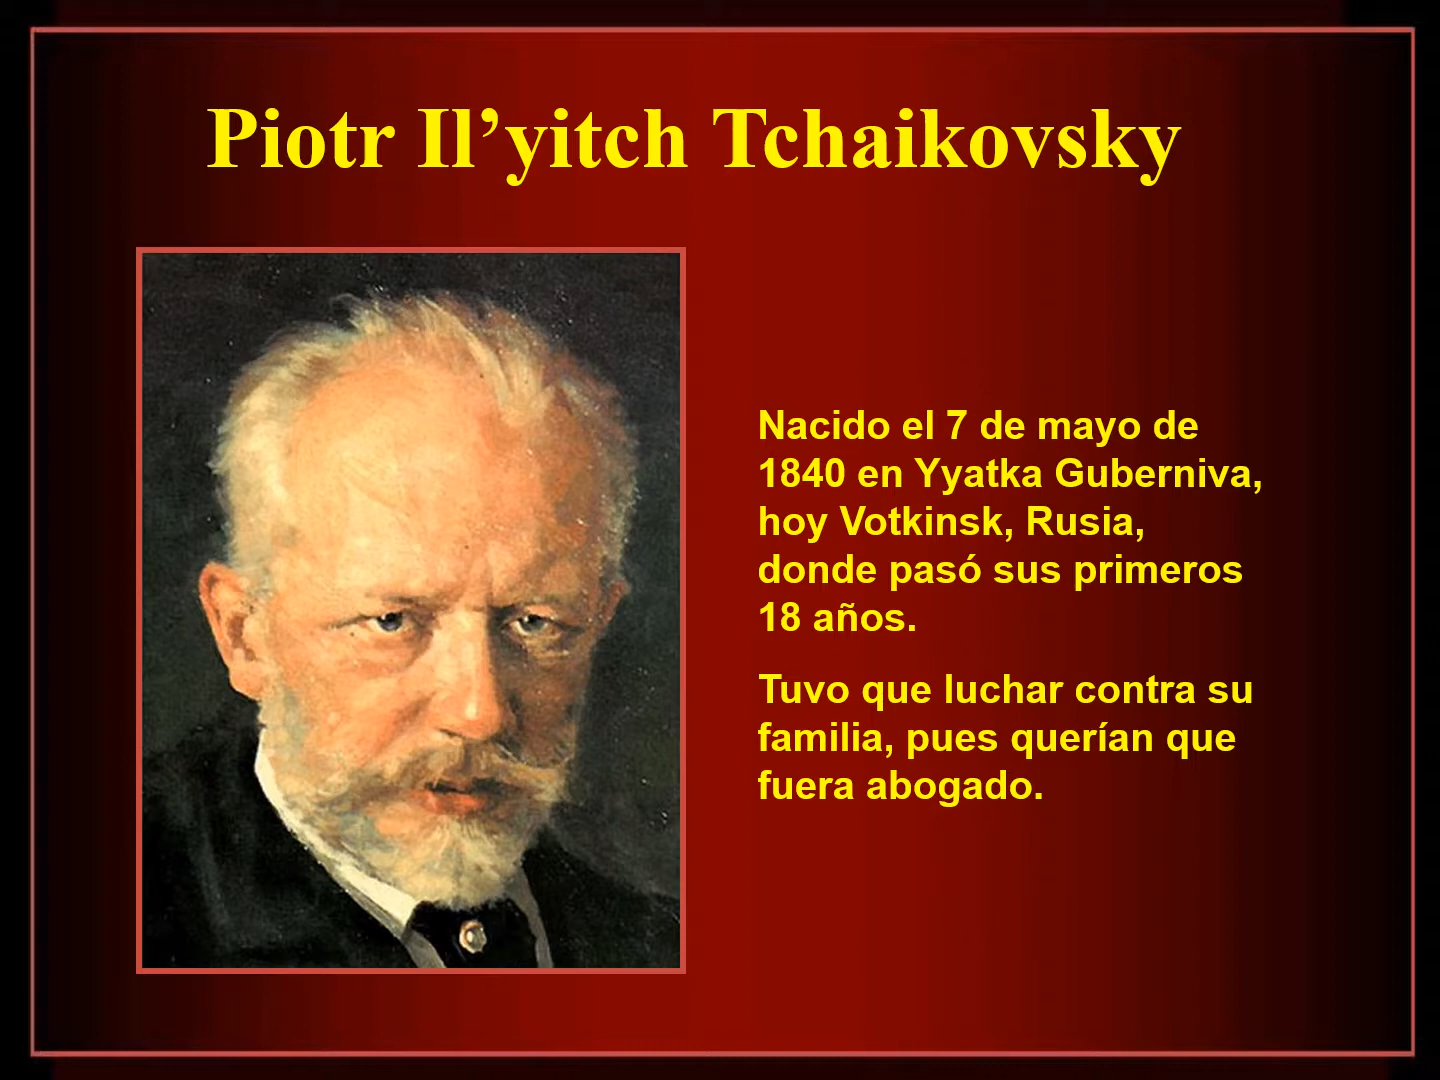 Piotr Il’yitch Tchaikovsky
Nacido el 7 de mayo de
1840 en Yyatka Guberniva,
hoy Votkinsk, Rusia,
donde pasó sus primeros
18 años.
Tuvo que luchar contra su
familia, pues querían que
fuera abogado.